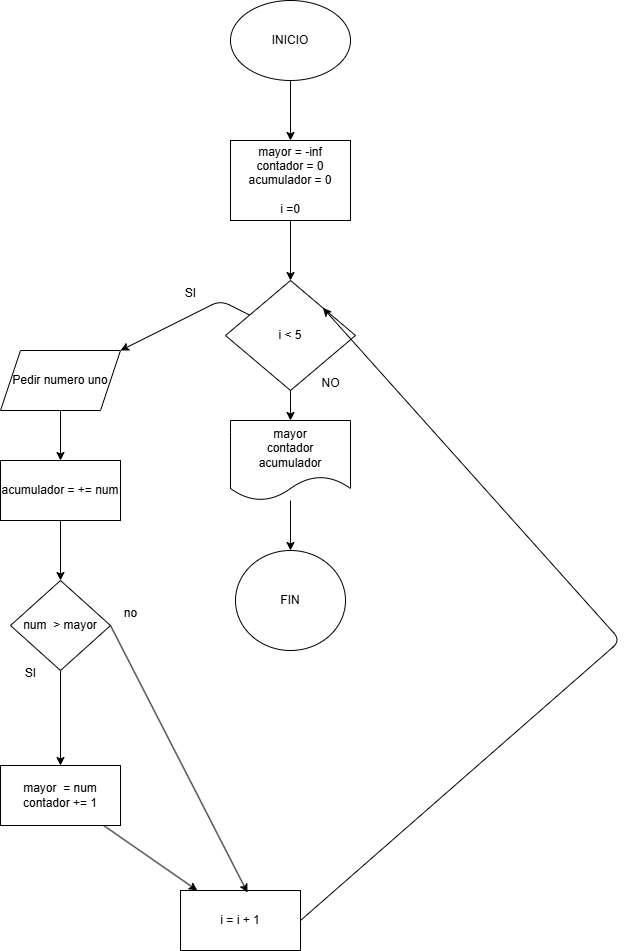 INICIO
mayor = -inf
contador = 0
acumulador = 0
i =0
i < 5
SI
NO
Pedir numero uno
mayor
contador
acumulador
acumulador = += num
FIN
num  > mayor
no
SI
mayor  = num
contador += 1
i = i + 1